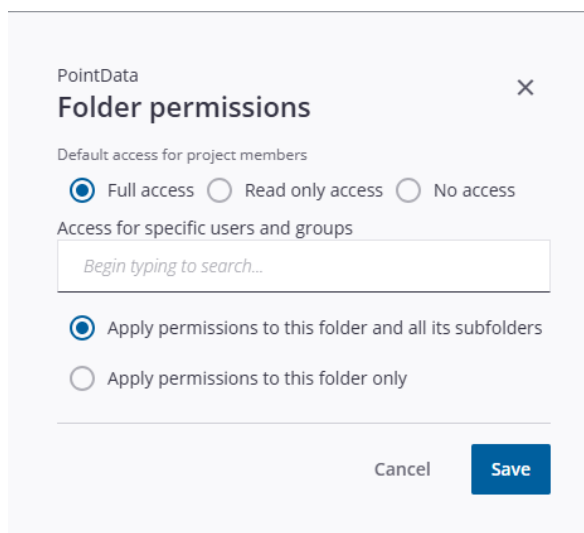 PointData
Folder permissions
Default access for project members
Full access Read only access No access
Access for specific users and groups
Begin typing to search...
Apply permissions to this folder and all its subfolders
Apply permissions to this folder only
Cancel Save